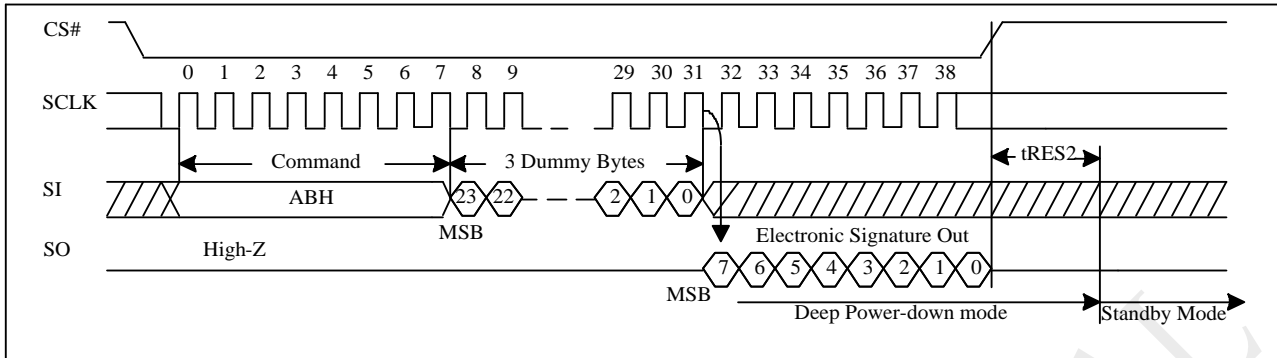 CS#
0 1 2 3 4 5 6 7 8 9 29 30 31 32 33 34 35 36 37 38
SCLK
Command 3 Dummy Bytes tRES2
SI ABH 23 22 2 1 0
MSB
SO High-Z Electronic Signature Out
7 6 5 4 3 2 1 0
MSB
Deep Power-down mode Standby Mode